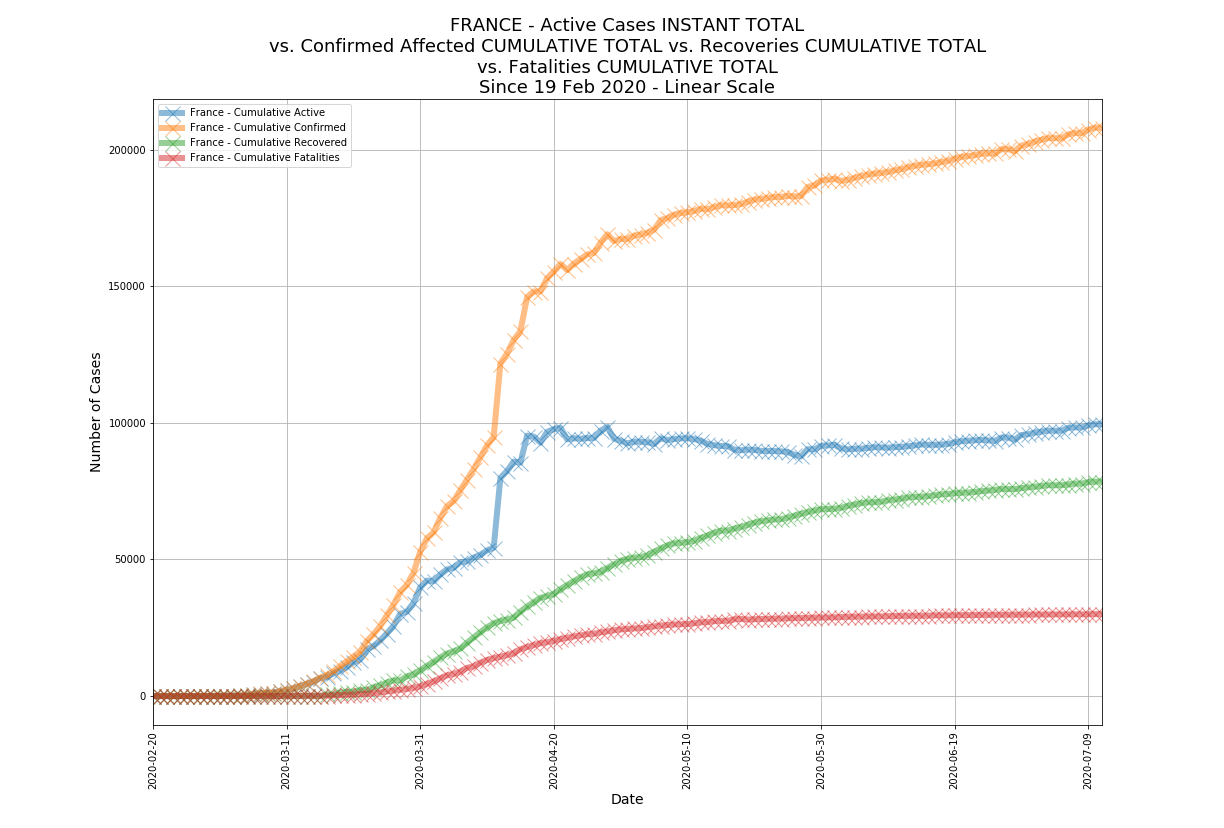 FRANCE - Active Cases INSTANT TOTAL
vs. Confirmed Affected CUMULATIVE TOTAL vs. Recoveries CUMULATIVE TOTAL
vs. Fatalities CUMULATIVE TOTAL
Since 19 Feb 2020 - Linear Scale
France - Cumulative Active
France - Cumulative Confirmed
France - Cumulative Recovered
France - Cumulative Fatalities
Number of Cases
200000
150000
100000
50000
0
2020-02-20
2020-03-11
2020-03-31
2020-04-20
2020-05-10
2020-05-30
2020-06-19
2020-07-09
Date